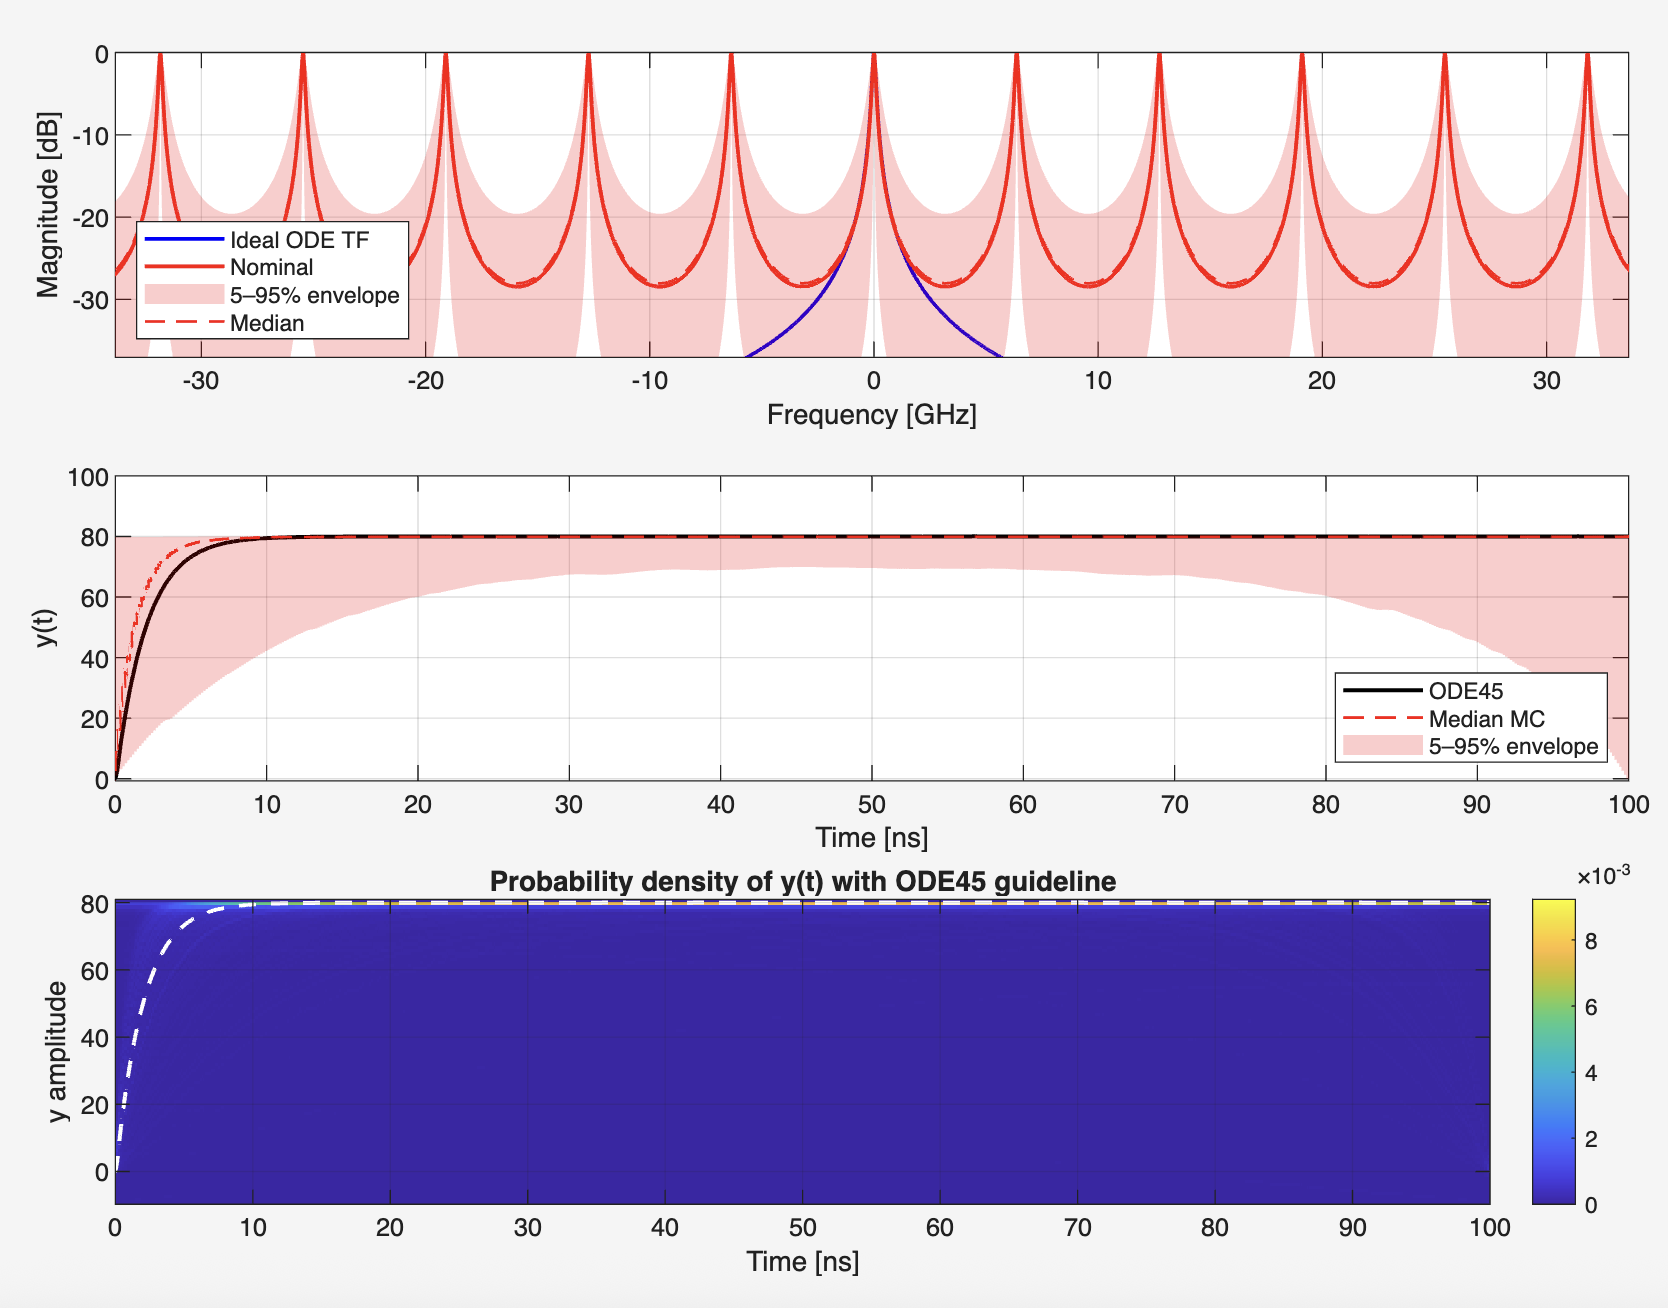 0
-10
-20
-30
Magnitude [dB]
Ideal ODE TF
Nominal
5–95% envelope
Median
-30 -20 -10 0 10 20 30
Frequency [GHz]
100
80
60
40
20
0
y(t)
ODE45
Median MC
5–95% envelope
0 10 20 30 40 50 60 70 80 90 100
Time [ns]
Probability density of y(t) with ODE45 guideline
×10-3
80
60
40
20
0
y amplitude
8
6
4
2
0
0 10 20 30 40 50 60 70 80 90 100
Time [ns]